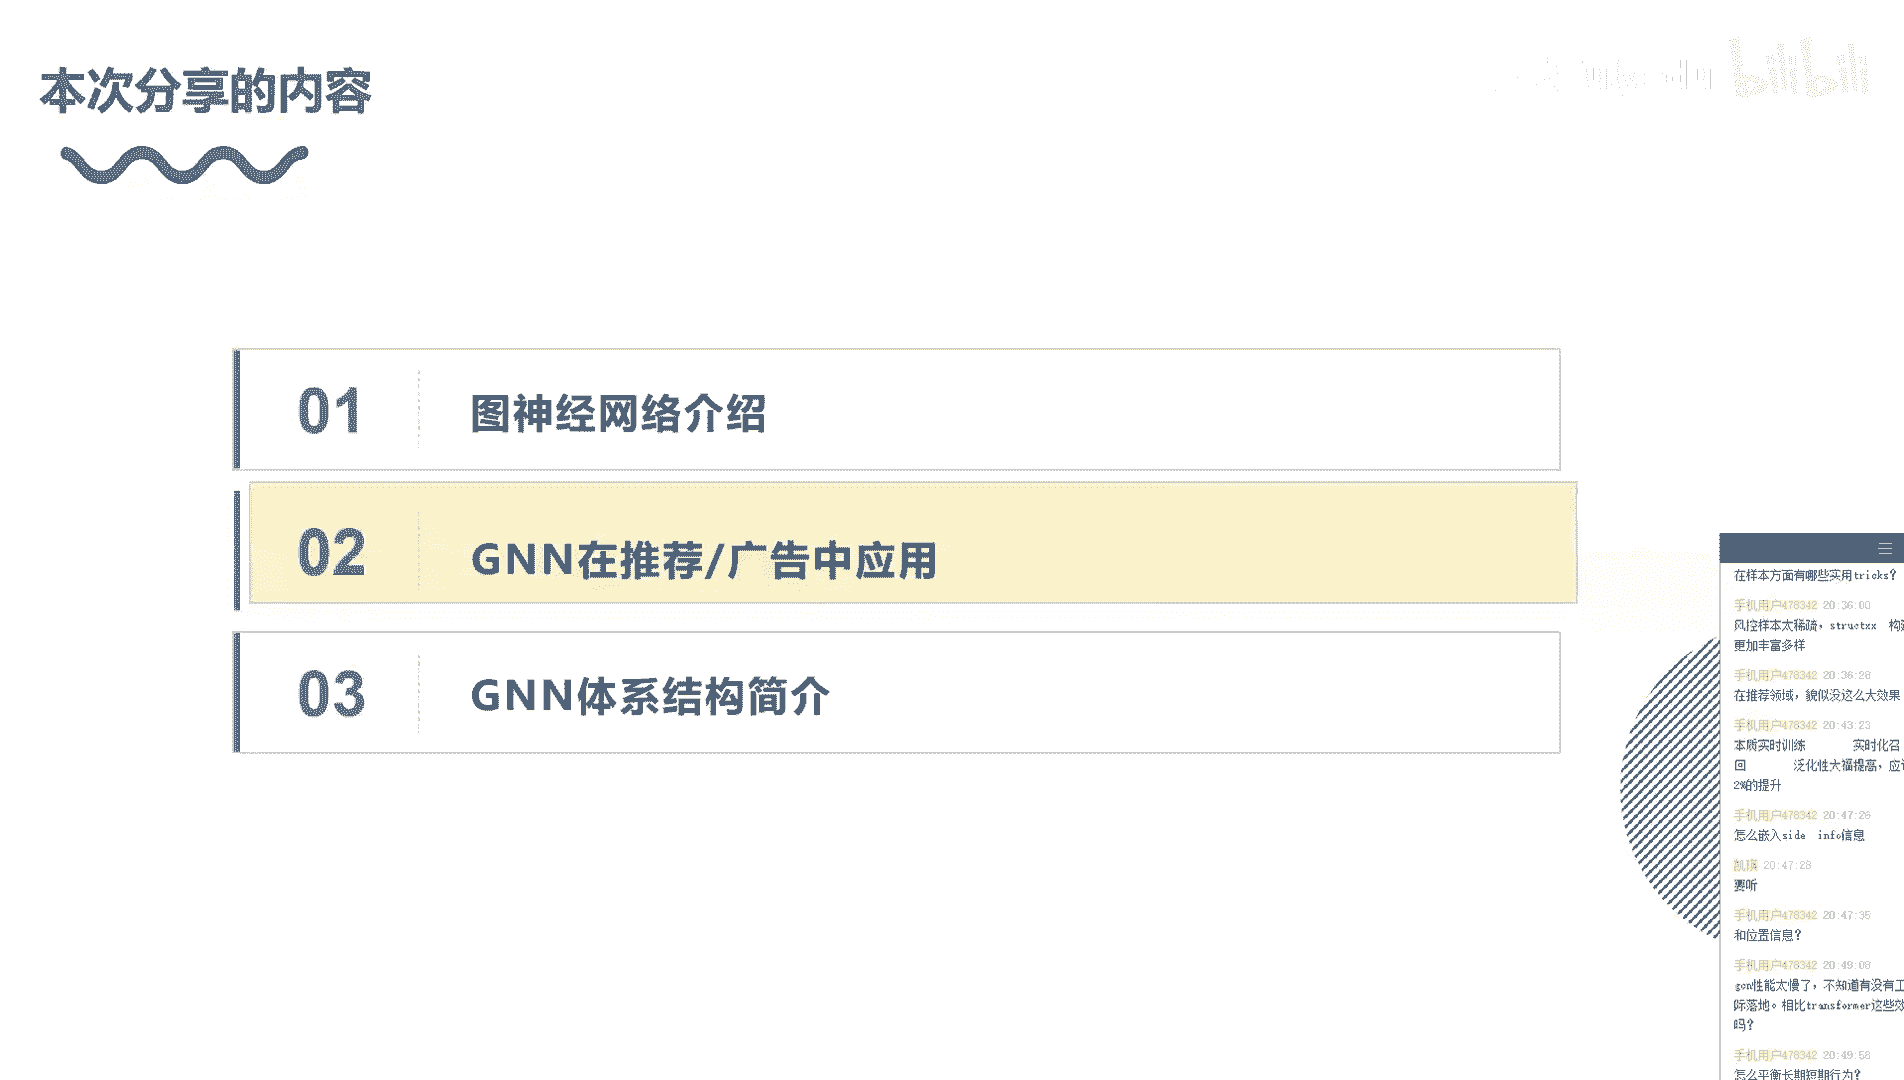 本次分享的内容
bilibili
01
图神经网络介绍
02
GNN在推荐/广告中应用
03
GNN体系结构简介
在样本方面有哪些实用tricks?
手机用户478342 20:36:00
风控样本太稀疏，structxx 构
更加丰富多样
手机用户478342 20:36:28
在推荐领域，貌似没这么大效果
手机用户478342 20:43:23
本质实时训练 实时化召
回 泛化性大福提高，应
2%的提升
手机用户478342 20:47:26
怎么嵌入side info信息
20:47:28
要听
手机用户478342 20:47:35
和位置信息?
手机用户478342 20:49:08
gcn性能太慢了，不知道有没有工
际落地。相比transformer这些效
吗?
手机用户478342 20:49:58
怎么平衡长期短期行为?